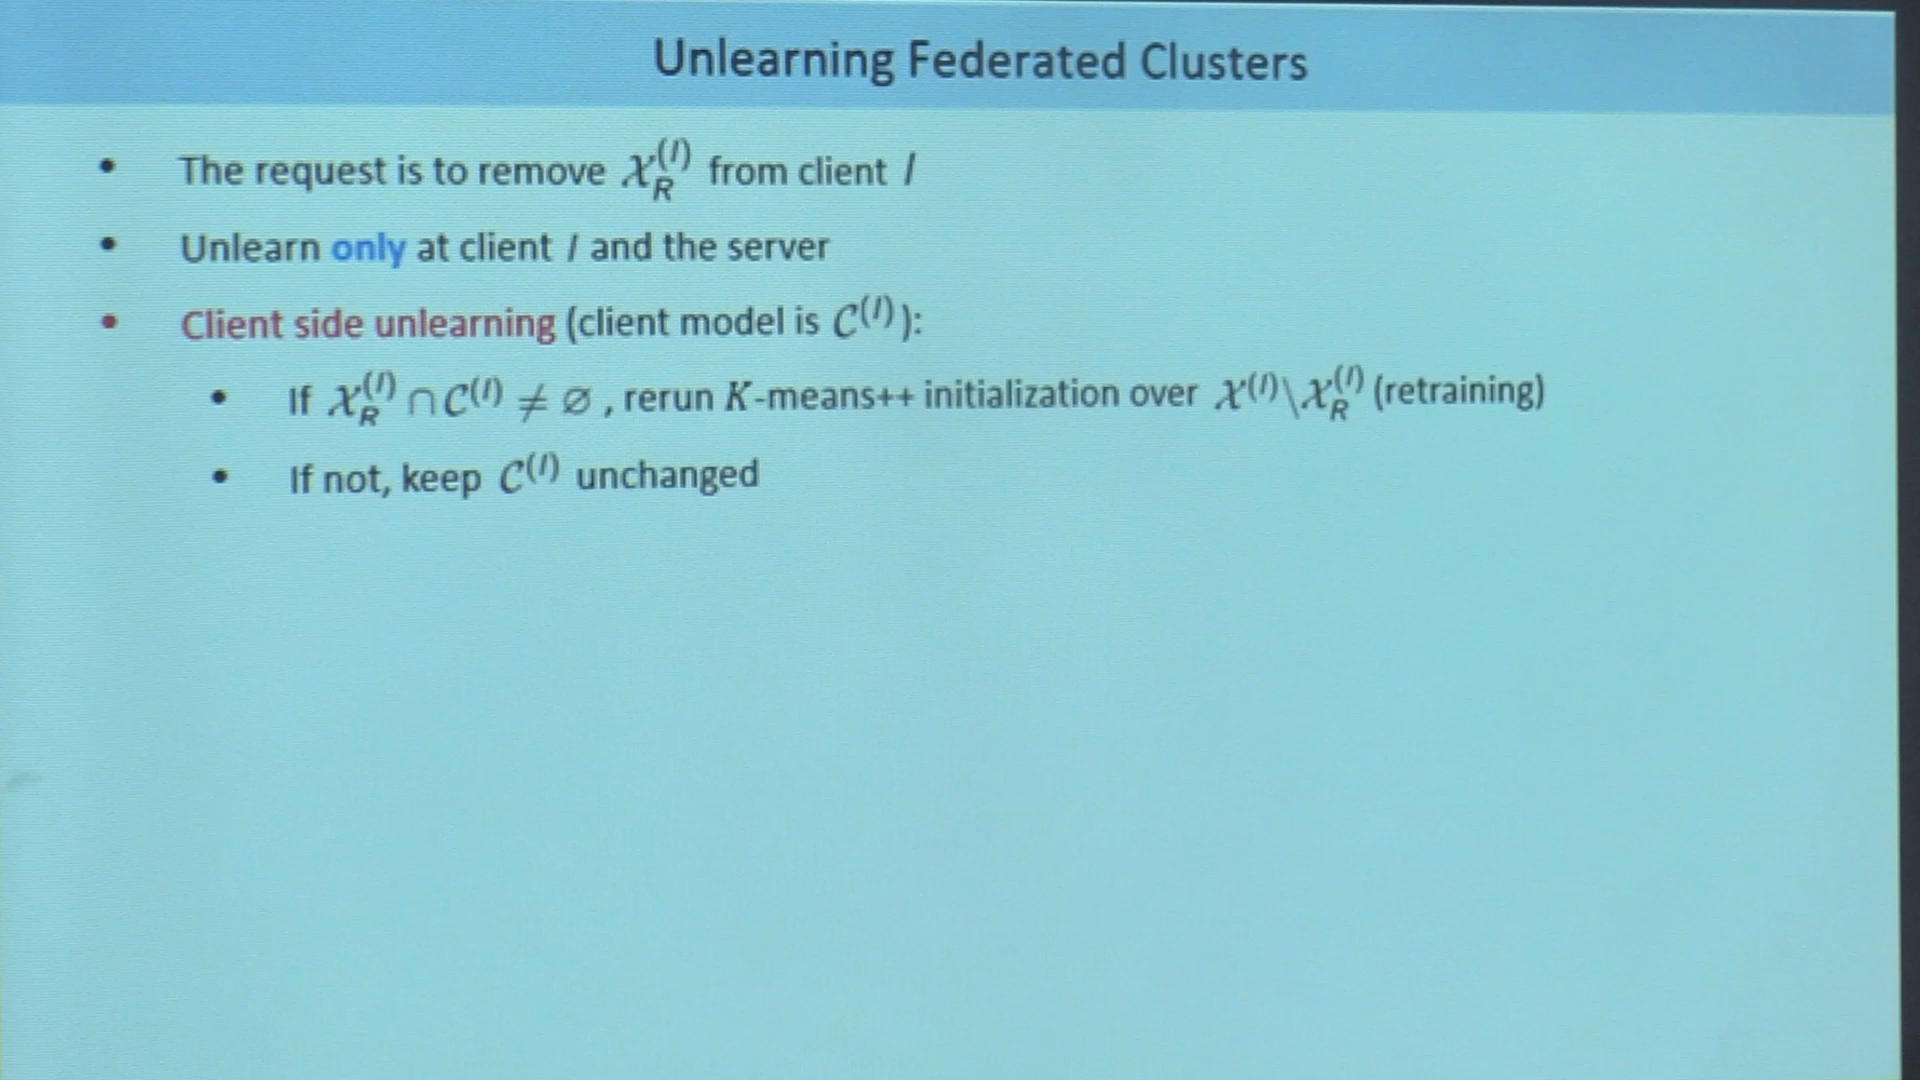 Unlearning Federated Clusters
• The request is to remove 𝒳_R^(l) from client l
• Unlearn only at client l and the server
• Client side unlearning (client model is 𝒞^(l)):
• If 𝒳_R^(l) ∩ 𝒞^(l) ≠ ∅ , rerun K-means++ initialization over 𝒳^(l)\𝒳_R^(l) (retraining)
• If not, keep 𝒞^(l) unchanged